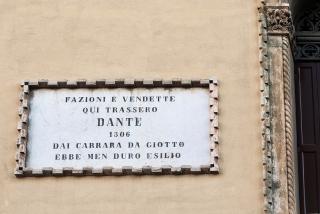 FAZIONI E VENDETTE
QUI TRASSERO
DANTE
1306
DAI CARRARA DA GIOTTO
EBBE MEN DURO ESILIO